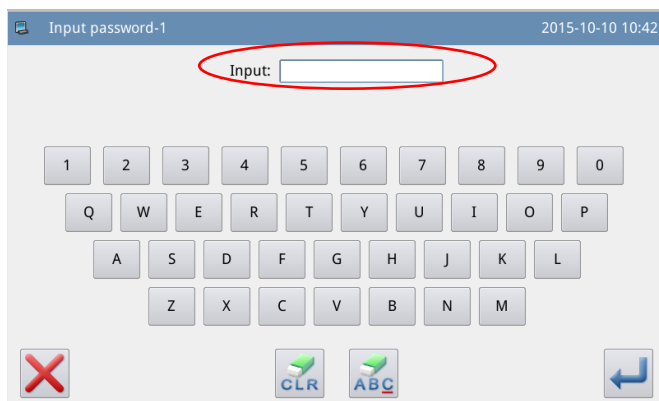 Input password-1 2015-10-10 10:42
Input:
1 2 3 4 5 6 7 8 9 0
Q W E R T Y U I O P
A S D F G H J K L
Z X C V B N M
CLR ABC